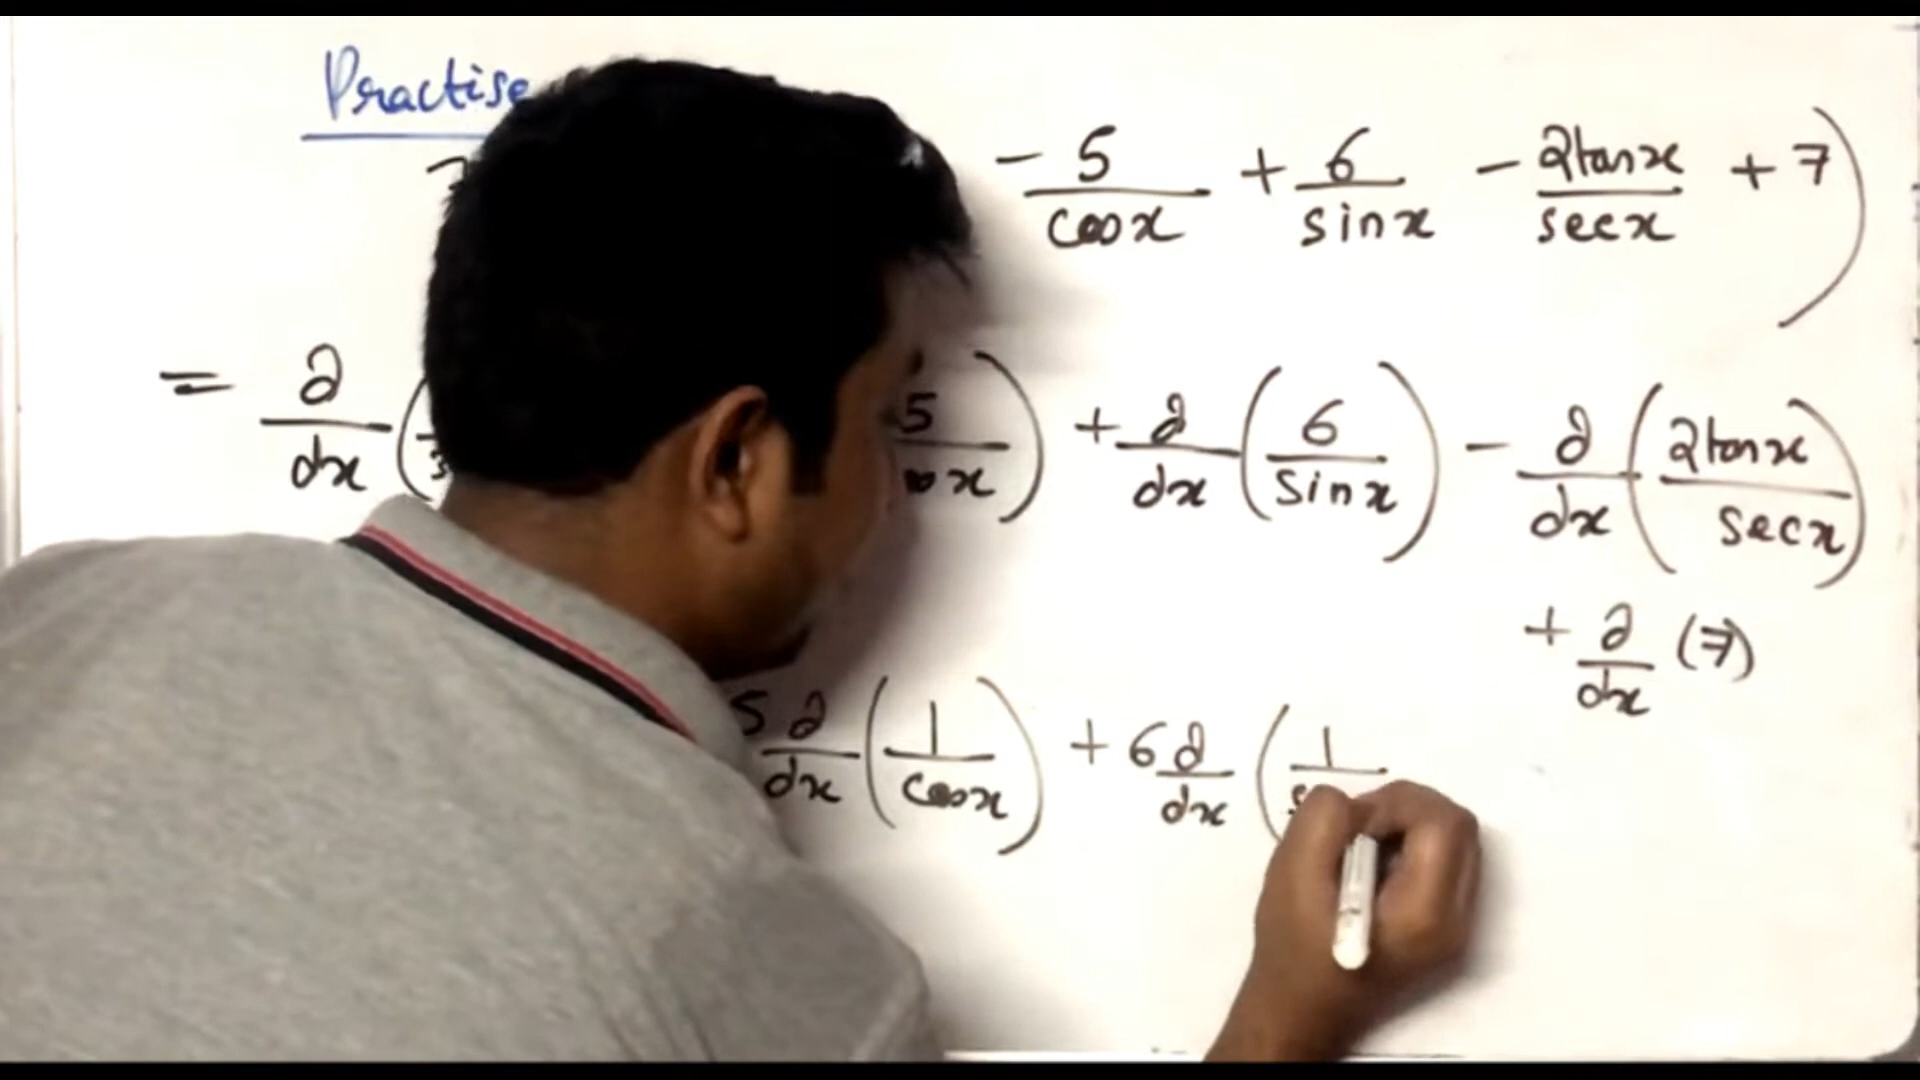 Practise
- 5/cosx + 6/sinx - 2tanx/secx + 7)
= d/dx ( 5/ x) + d/dx (6/sinx) - d/dx (2tanx/secx)
+ d/dx (7)
5 d/dx (1/cosx) + 6 d/dx (1/s